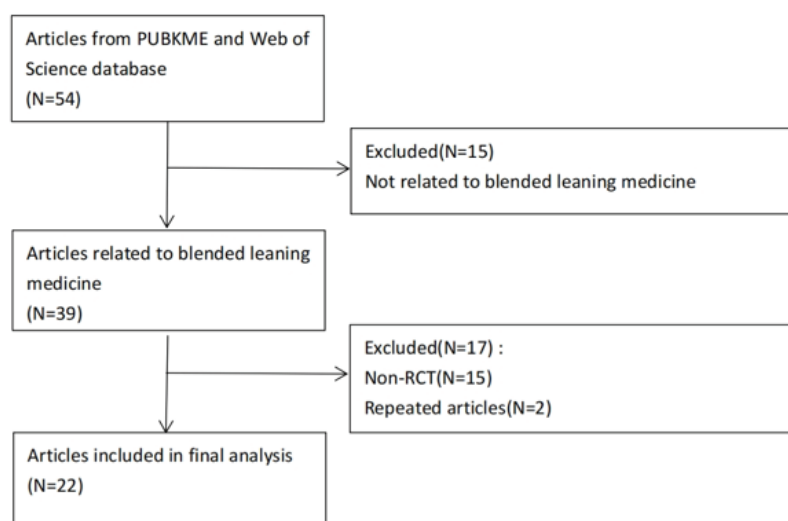 Articles from PUBKME and Web of
Science database
(N=54)
Excluded(N=15)
Not related to blended leaning medicine
Articles related to blended leaning
medicine
(N=39)
Excluded(N=17) :
Non-RCT(N=15)
Repeated articles(N=2)
Articles included in final analysis
(N=22)